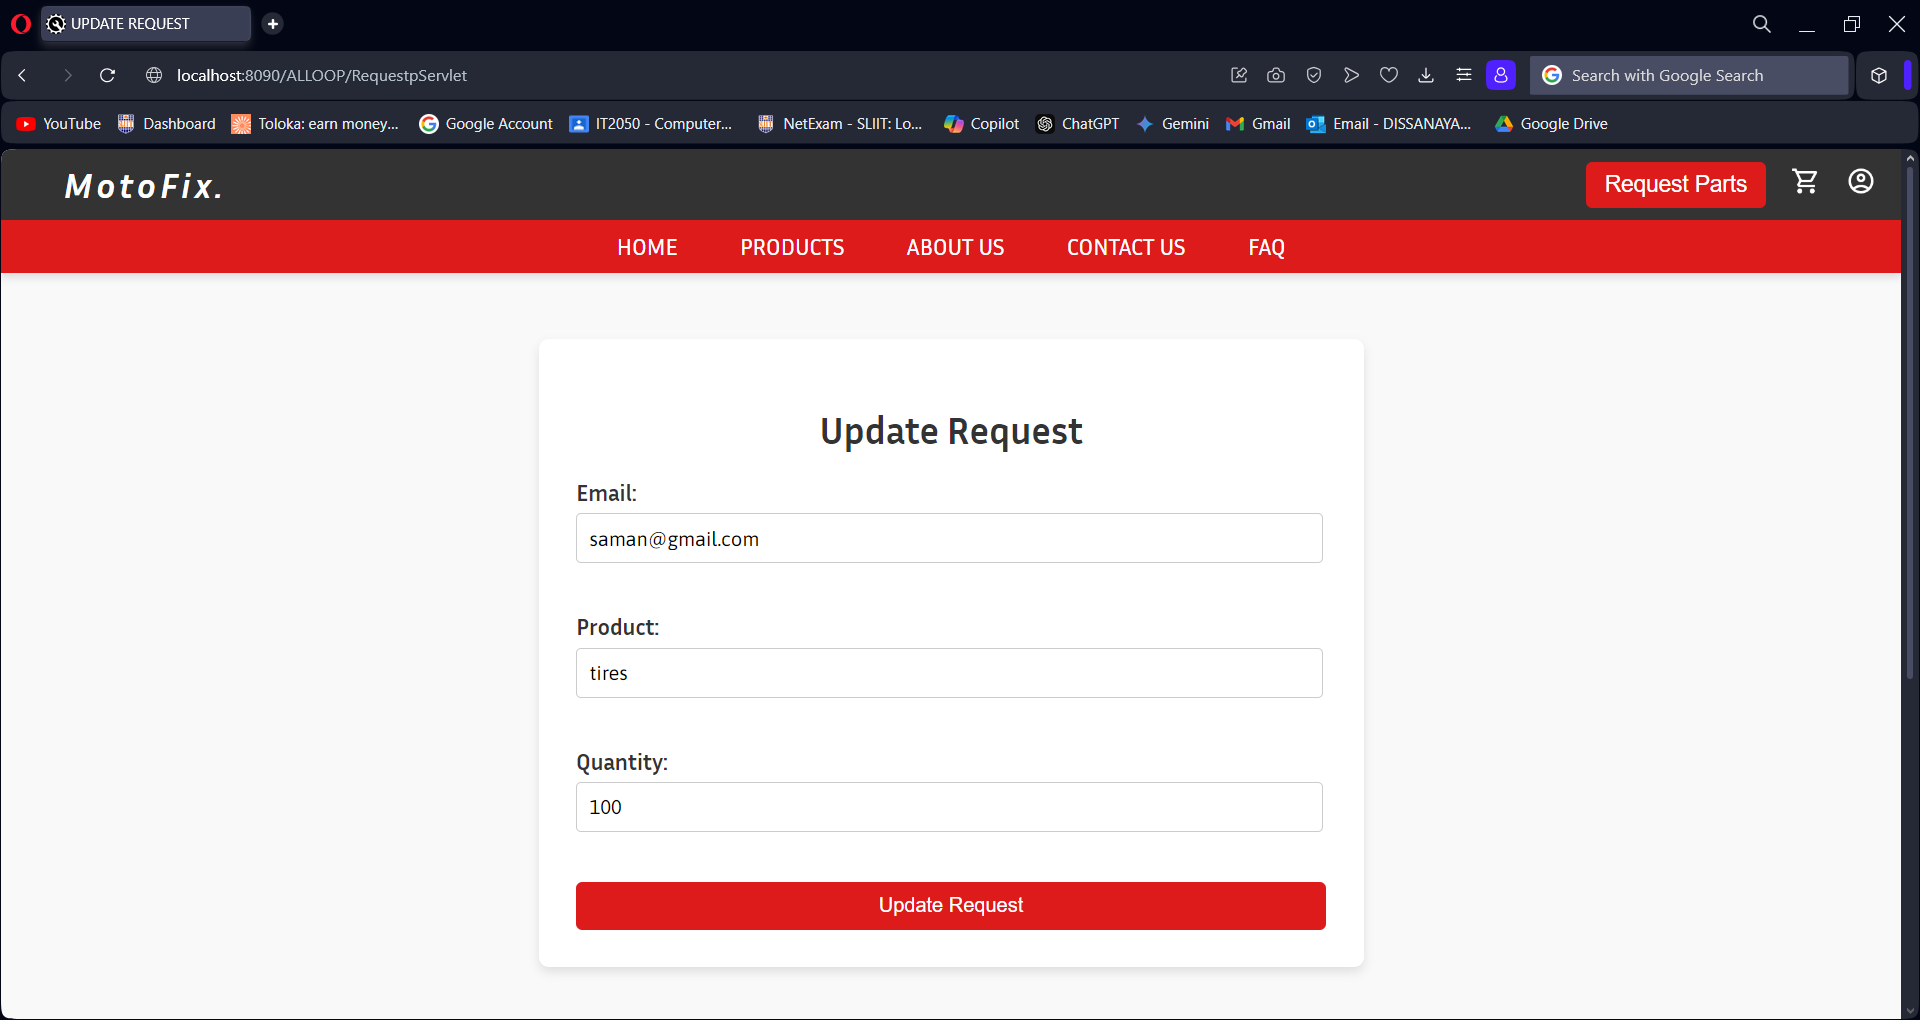 UPDATE REQUEST
localhost:8090/ALLOOP/RequestpServlet
Search with Google Search
YouTube
Dashboard
Toloka: earn money...
Google Account
IT2050 - Computer...
NetExam - SLIIT: Lo...
Copilot
ChatGPT
Gemini
Gmail
Email - DISSANAYA...
Google Drive
MotoFix.
Request Parts
HOME
PRODUCTS
ABOUT US
CONTACT US
FAQ
Update Request
Email:
saman@gmail.com
Product:
tires
Quantity:
100
Update Request